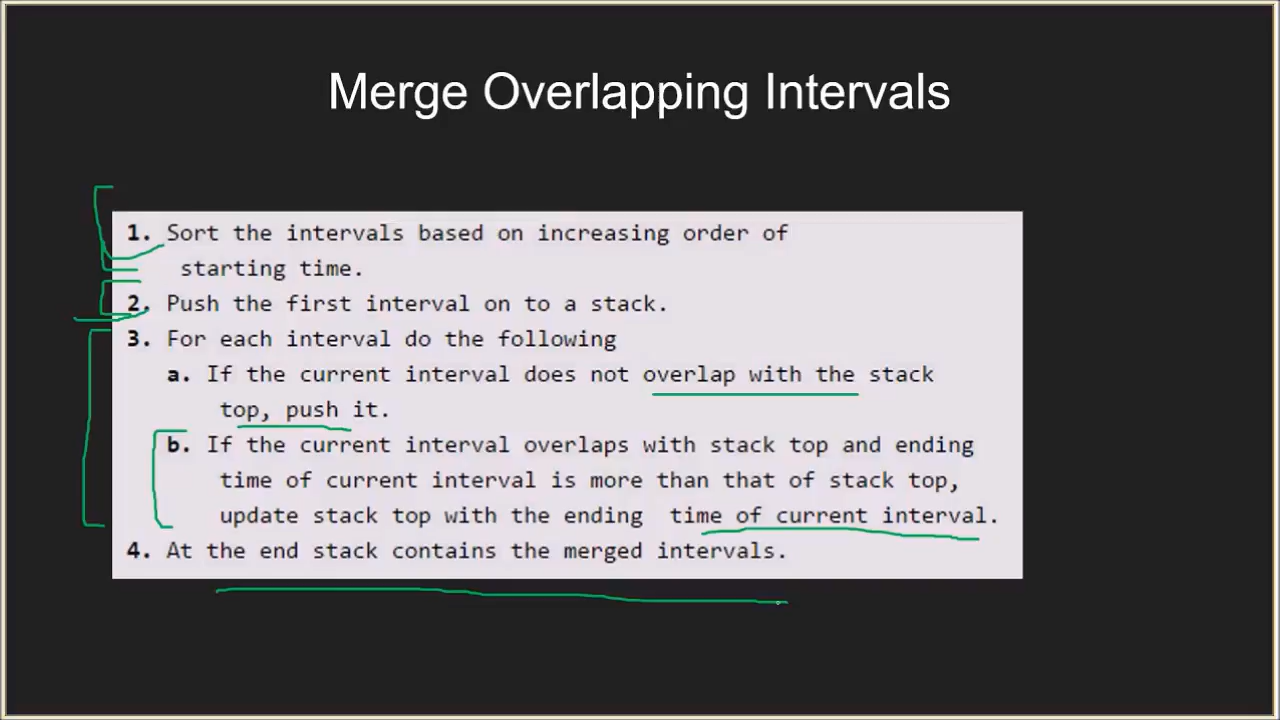 Merge Overlapping Intervals
1. Sort the intervals based on increasing order of
starting time.
2. Push the first interval on to a stack.
3. For each interval do the following
a. If the current interval does not overlap with the stack
top, push it.
b. If the current interval overlaps with stack top and ending
time of current interval is more than that of stack top,
update stack top with the ending time of current interval.
4. At the end stack contains the merged intervals.